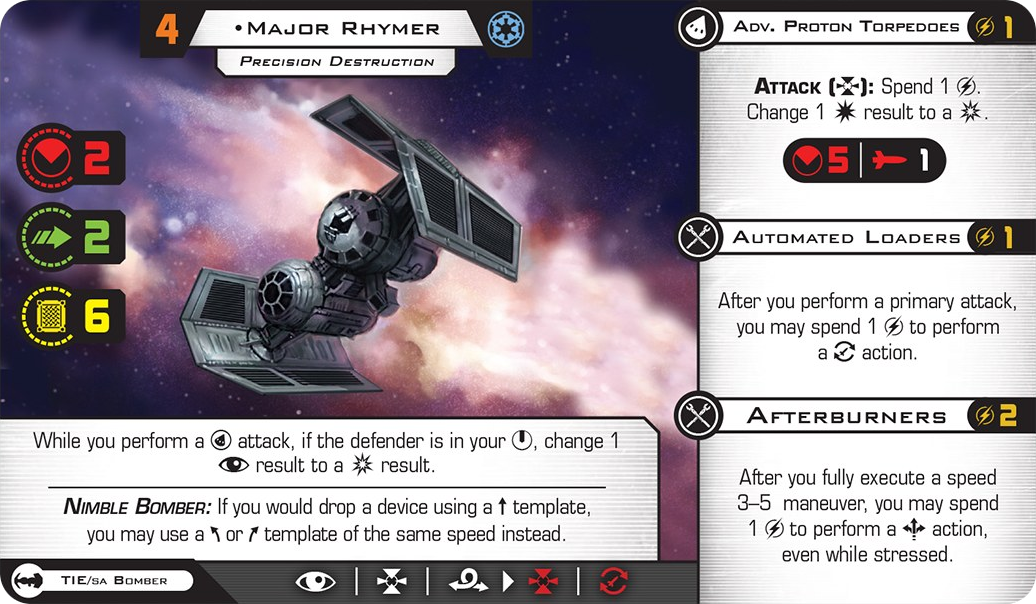 4
•Major Rhymer
Precision Destruction
2
2
6
While you perform a attack, if the defender is in your , change 1
result to a result.
Nimble Bomber: If you would drop a device using a template,
you may use a or template of the same speed instead.
TIE/sa Bomber
Adv. Proton Torpedoes 1
Attack ( ): Spend 1 .
Change 1 result to a .
5 1
Automated Loaders 1
After you perform a primary attack,
you may spend 1 to perform
a action.
Afterburners 2
After you fully execute a speed
3–5 maneuver, you may spend
1 to perform a action,
even while stressed.